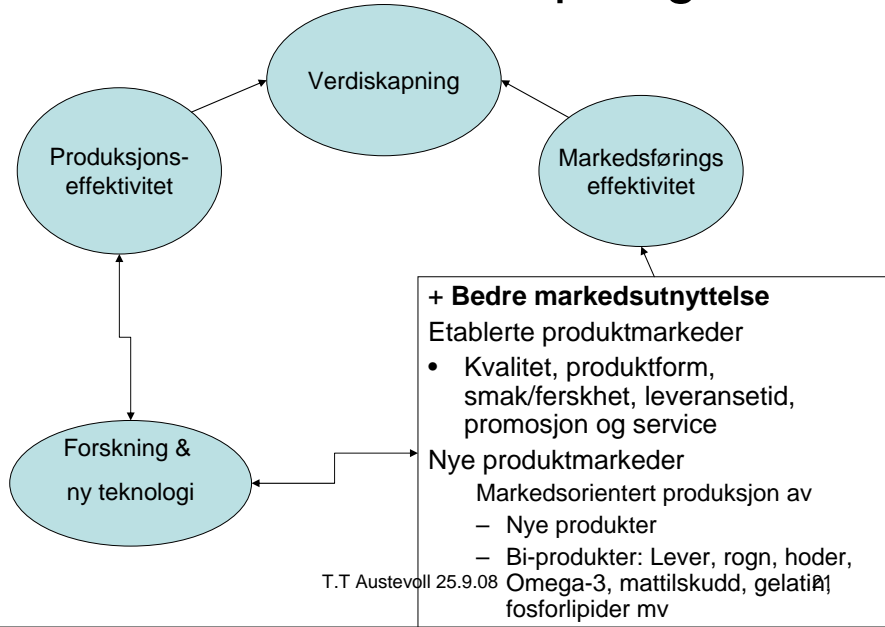 Verdiskapning
Produksjons-
effektivitet
Markedsførings
effektivitet
+ Bedre markedsutnyttelse
Etablerte produktmarkeder
• Kvalitet, produktform,
smak/ferskhet, leveransetid,
promosjon og service
Nye produktmarkeder
Markedsorientert produksjon av
– Nye produkter
– Bi-produkter: Lever, rogn, hoder,
Omega-3, mattilskudd, gelatin,
fosforlipider mv
Forskning &
ny teknologi
T.T Austevoll 25.9.08
21